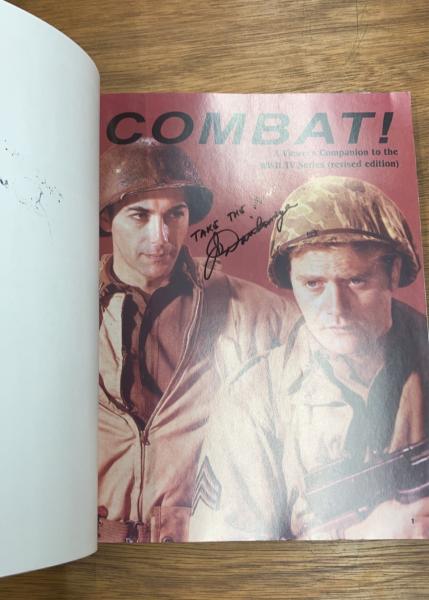 COMBAT!
A Viewer's Companion to the
WWII TV Series (revised edition)
TAKE THE
1